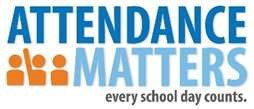 ATTENDANCE
MATTERS
every school day counts.